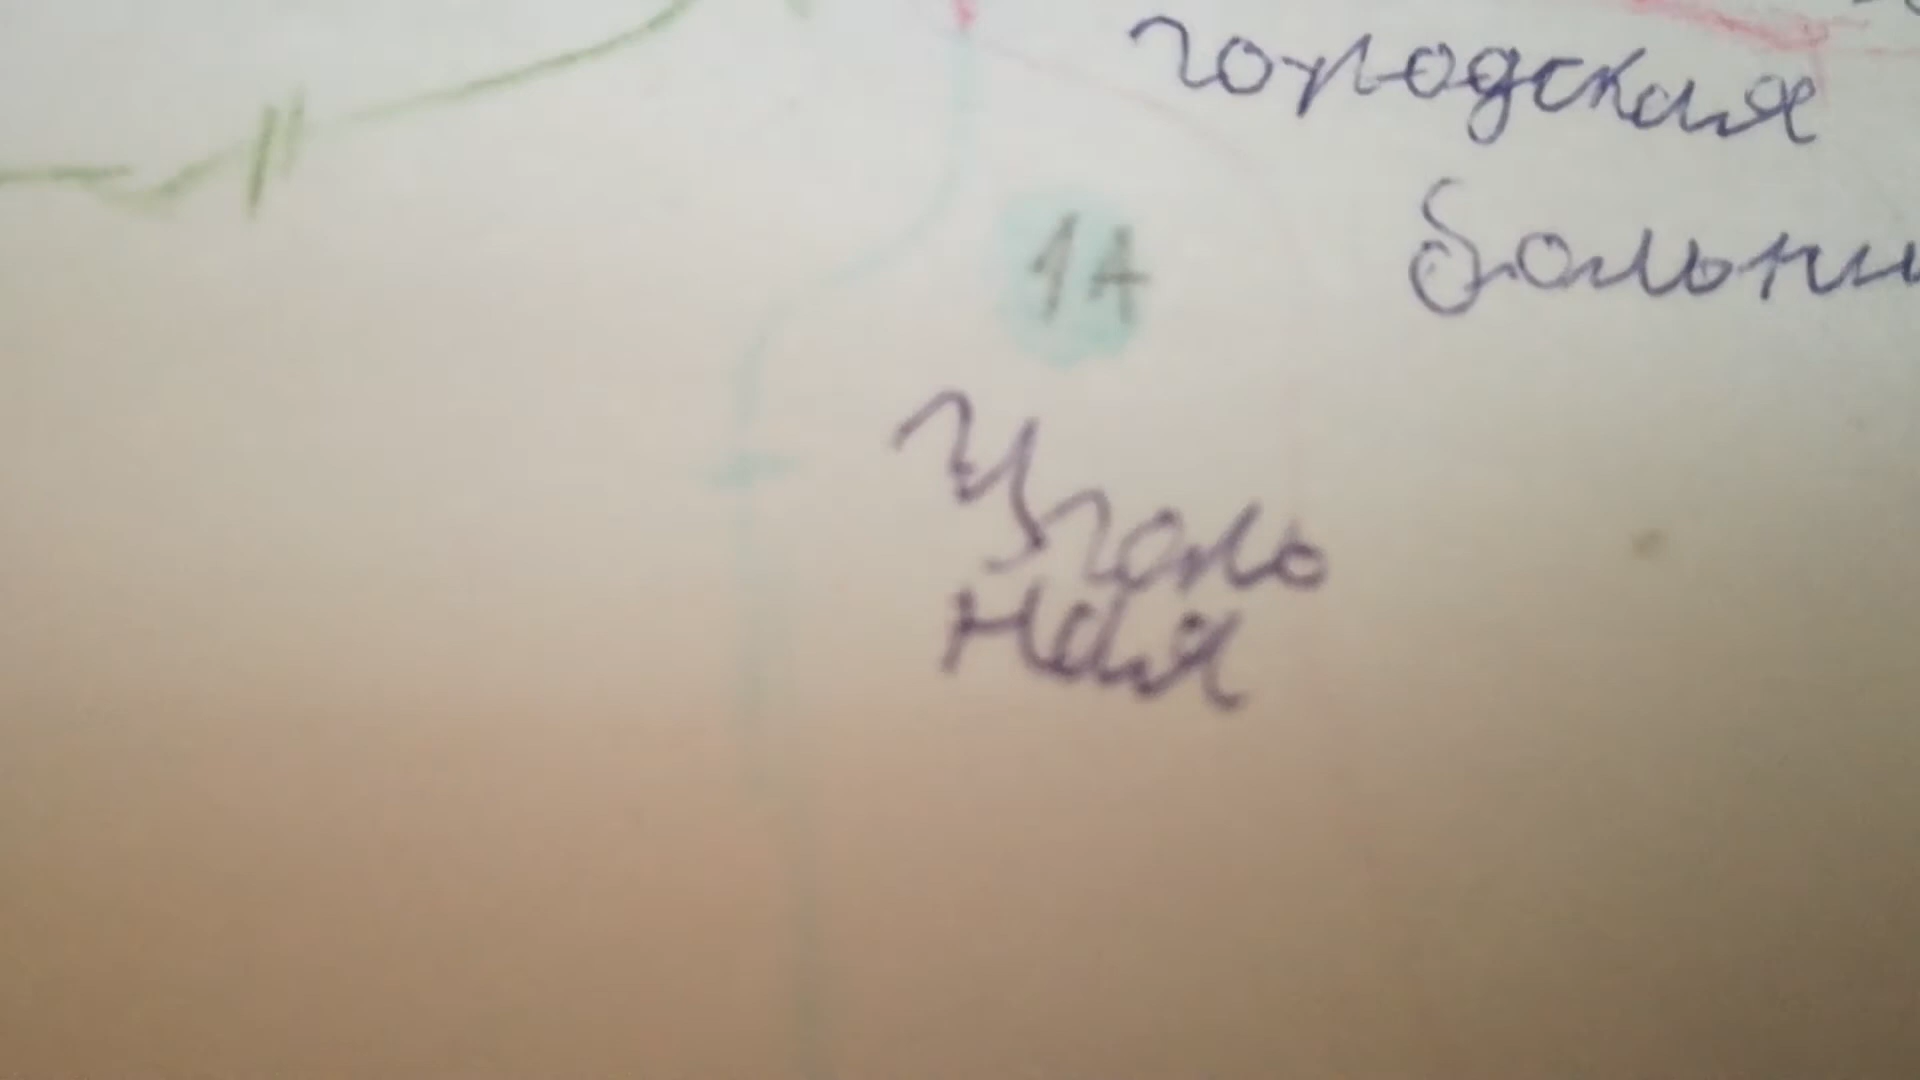 городская
больни
1А
Уголь
ная